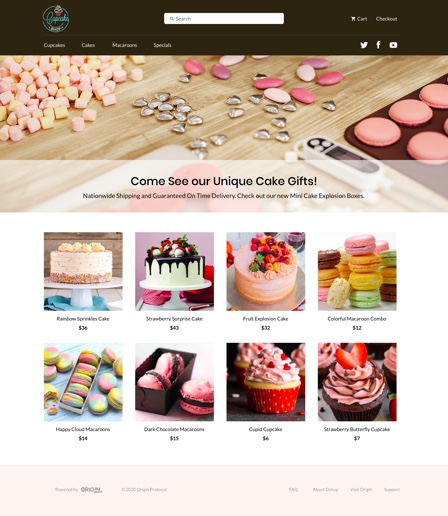 Cupcake
Search
Cart
Checkout
Cupcakes
Cakes
Macaroons
Specials
Come See our Unique Cake Gifts!
Nationwide Shipping and Guaranteed On Time Delivery. Check out our new Mini Cake Explosion Boxes.
Rainbow Sprinkles Cake
$36
Strawberry Surprise Cake
$43
Fruit Explosion Cake
$32
Colorful Macaroon Combo
$12
Happy Cloud Macaroons
$14
Dark Chocolate Macaroons
$15
Cupid Cupcake
$6
Strawberry Butterfly Cupcake
$7
Powered by ORIGIN
© 2020 Origin Protocol
FAQ
About Dshop
Visit Origin
Support